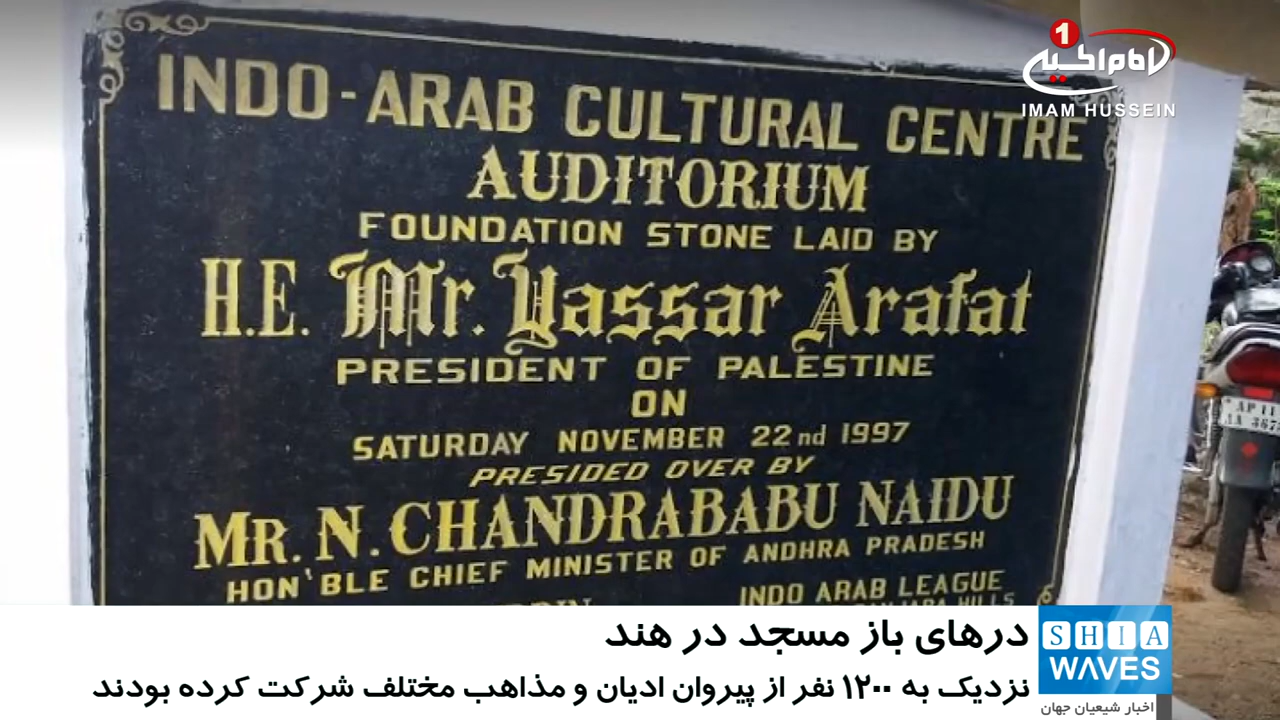 1
امام حسین
IMAM HUSSEIN
INDO-ARAB CULTURAL CENTRE
AUDITORIUM
FOUNDATION STONE LAID BY
H.E. Mr. Yassar Arafat
PRESIDENT OF PALESTINE
ON
SATURDAY NOVEMBER 22nd 1997
PRESIDED OVER BY
MR. N. CHANDRABABU NAIDU
HON'BLE CHIEF MINISTER OF ANDHRA PRADESH
INDO ARAB LEAGUE
HILLS
AP 11
درهای باز مسجد در هند
نزدیک به ۱۲۰۰ نفر از پیروان ادیان و مذاهب مختلف شرکت کرده بودند
SHIA
WAVES
اخبار شیعیان جهان